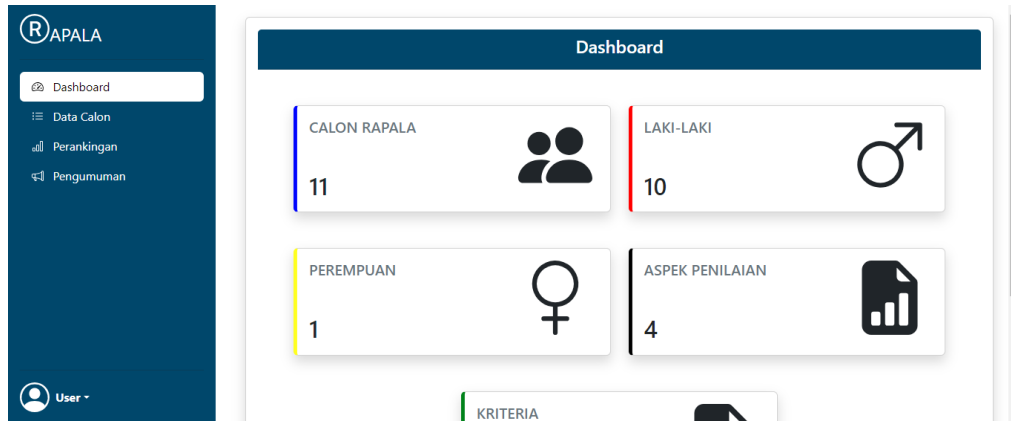 RAPALA
Dashboard
Data Calon
Perankingan
Pengumuman
User
Dashboard
CALON RAPALA
11
LAKI-LAKI
10
PEREMPUAN
1
ASPEK PENILAIAN
4
KRITERIA